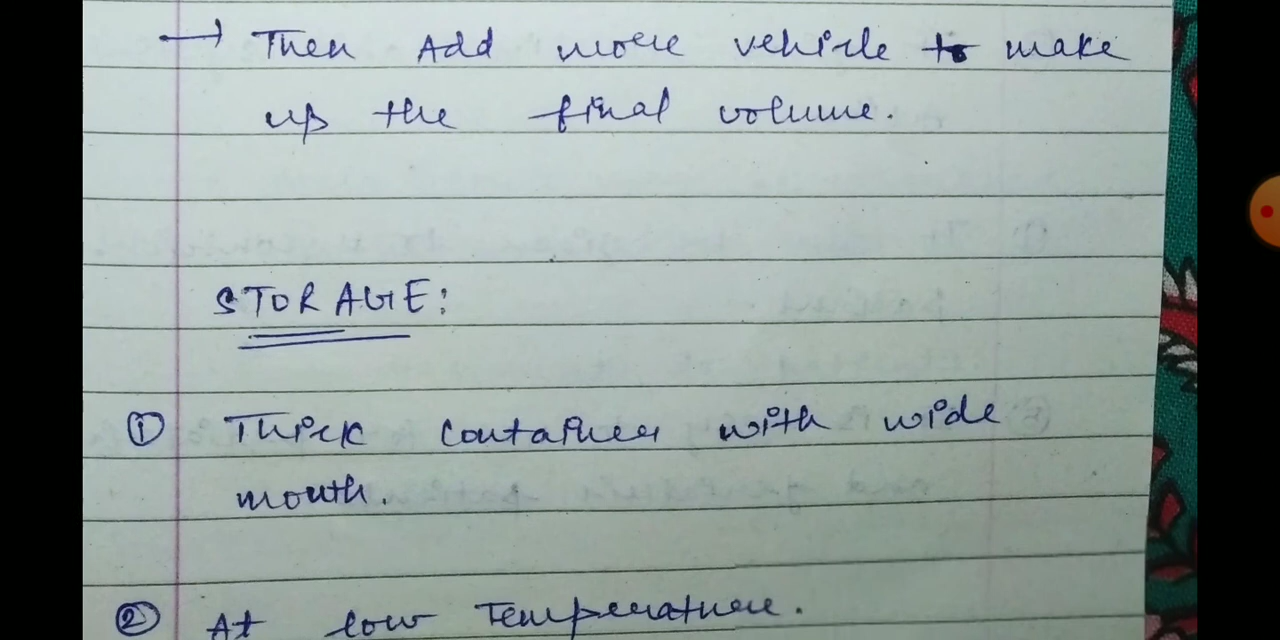 → Then Add more vehicle to make
up the final volume.
STORAGE:
① Thick container with wide
mouth.
② At low Temperature.